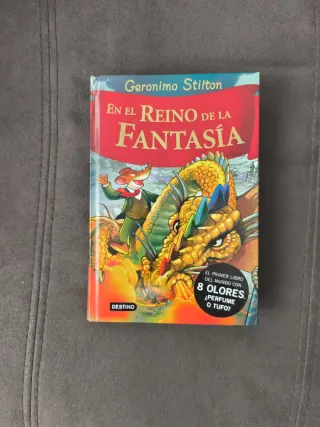 Geronimo Stilton
EN EL REINO DE LA
FANTASÍA
EL PRIMER LIBRO
DEL MUNDO CON
8 OLORES.
¿PERFUME
O TUFO?
DESTINO